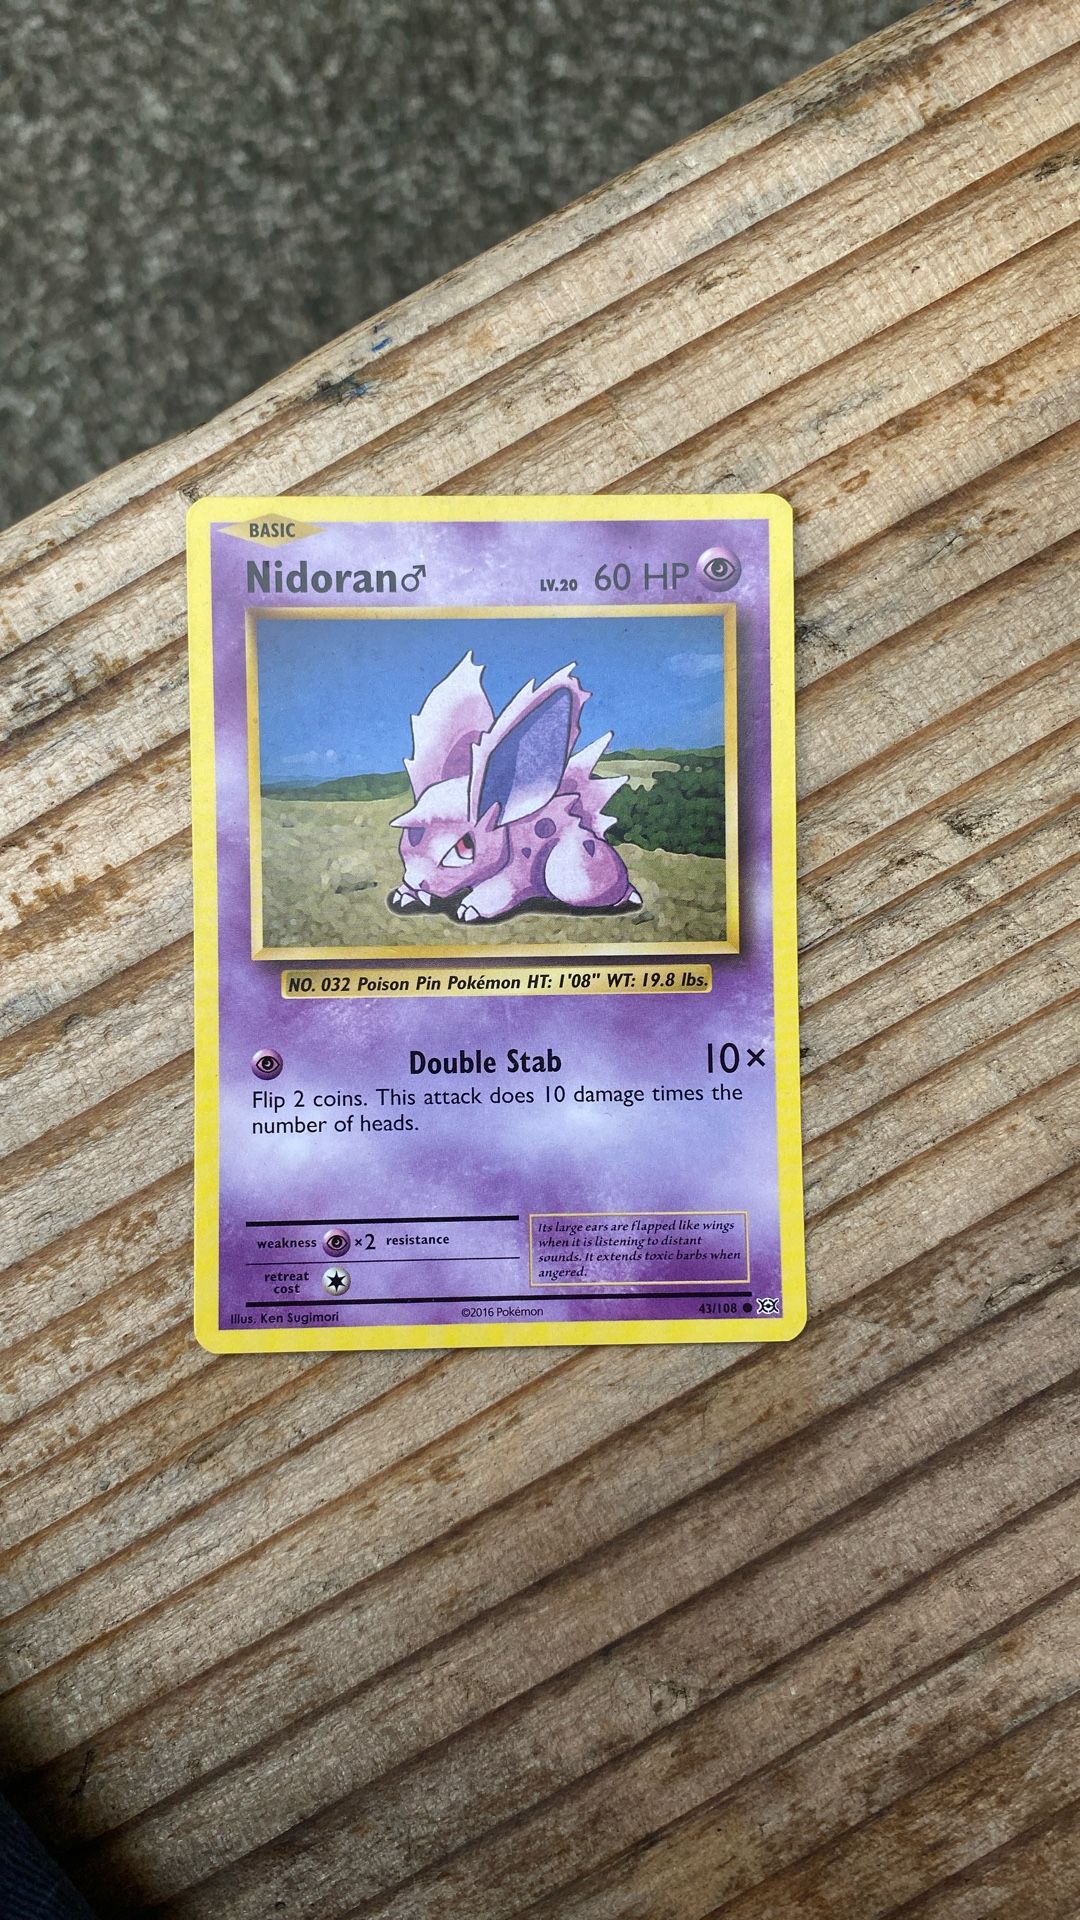 BASIC
Nidoran♂ LV.20 60 HP
NO. 032 Poison Pin Pokémon HT: 1'08" WT: 19.8 lbs.
Double Stab 10×
Flip 2 coins. This attack does 10 damage times the
number of heads.
weakness ×2 resistance
retreat
cost
Its large ears are flapped like wings
when it is listening to distant
sounds. It extends toxic barbs when
angered.
Illus. Ken Sugimori ©2016 Pokémon 43/108